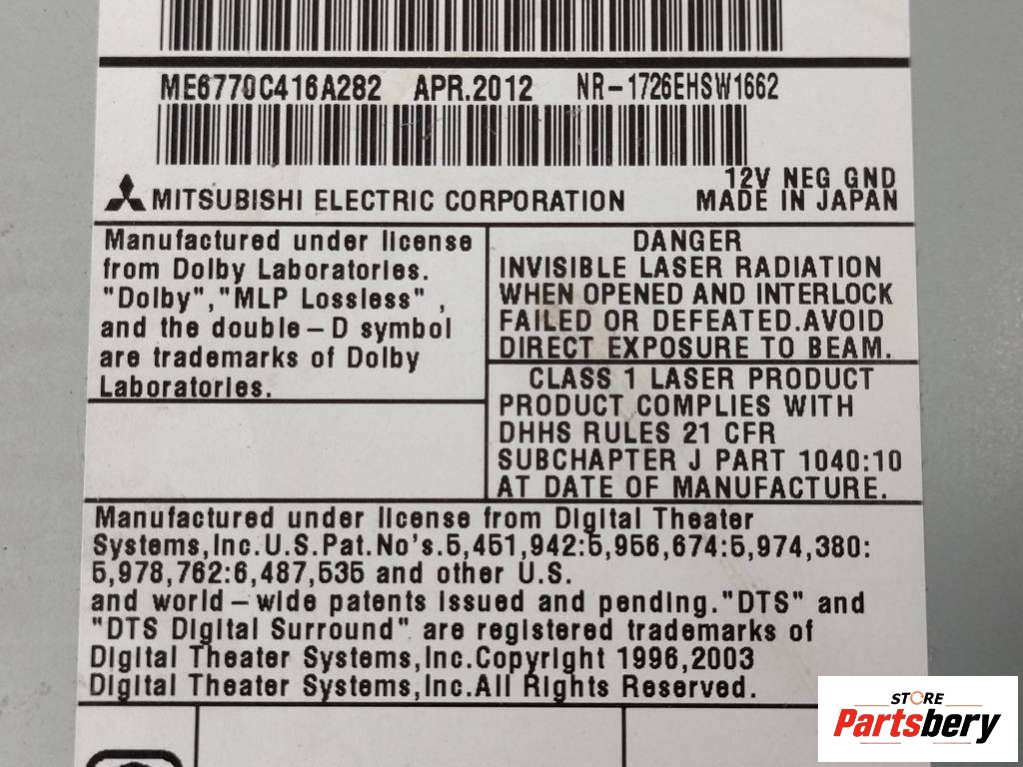 ME6770C416A282 APR.2012 NR-1726EHSW1662
12V NEG GND
MITSUBISHI ELECTRIC CORPORATION MADE IN JAPAN
Manufactured under license
from Dolby Laboratories.
"Dolby","MLP Lossless",
and the double-D symbol
are trademarks of Dolby
Laboratories.
DANGER
INVISIBLE LASER RADIATION
WHEN OPENED AND INTERLOCK
FAILED OR DEFEATED.AVOID
DIRECT EXPOSURE TO BEAM.
CLASS 1 LASER PRODUCT
PRODUCT COMPLIES WITH
DHHS RULES 21 CFR
SUBCHAPTER J PART 1040:10
AT DATE OF MANUFACTURE.
Manufactured under license from Digital Theater
Systems,Inc.U.S.Pat.No's.5,451,942:5,956,674:5,974,380:
5,978,762:6,487,535 and other U.S.
and world-wide patents issued and pending."DTS" and
"DTS Digital Surround" are registered trademarks of
Digital Theater Systems,Inc.Copyright 1996,2003
Digital Theater Systems,Inc.All Rights Reserved.
STORE
Partsbery